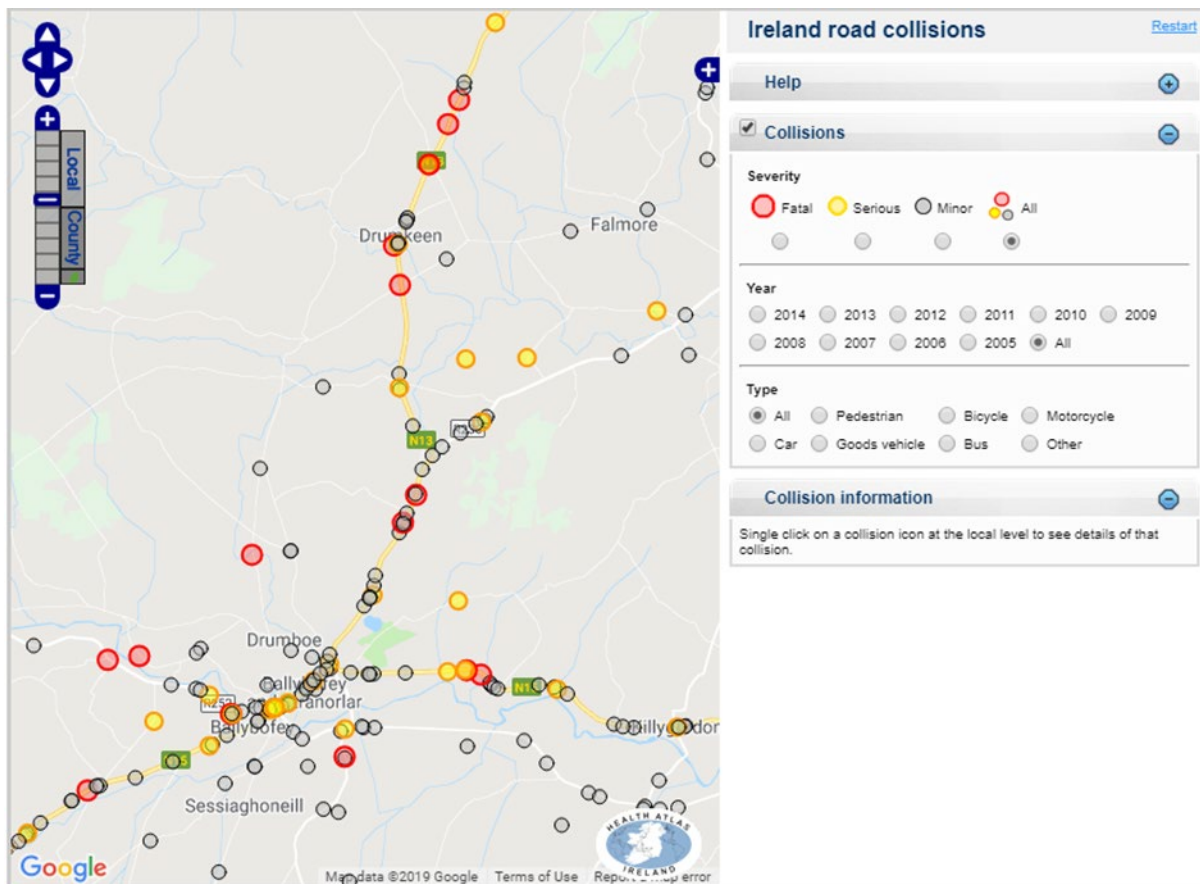 Ireland road collisions
Restart
Help
Collisions
Severity
Fatal Serious Minor All
Year
2014 2013 2012 2011 2010 2009
2008 2007 2006 2005 All
Type
All Pedestrian Bicycle Motorcycle
Car Goods vehicle Bus Other
Collision information
Single click on a collision icon at the local level to see details of that
collision.
Local
County
Falmore
Drumkeen
N13
Drumboe
Ballybofey
Ballybofey
Sessiaghoneill
Google
Map data ©2019 Google Terms of Use
HEALTH ATLAS
IRELAND